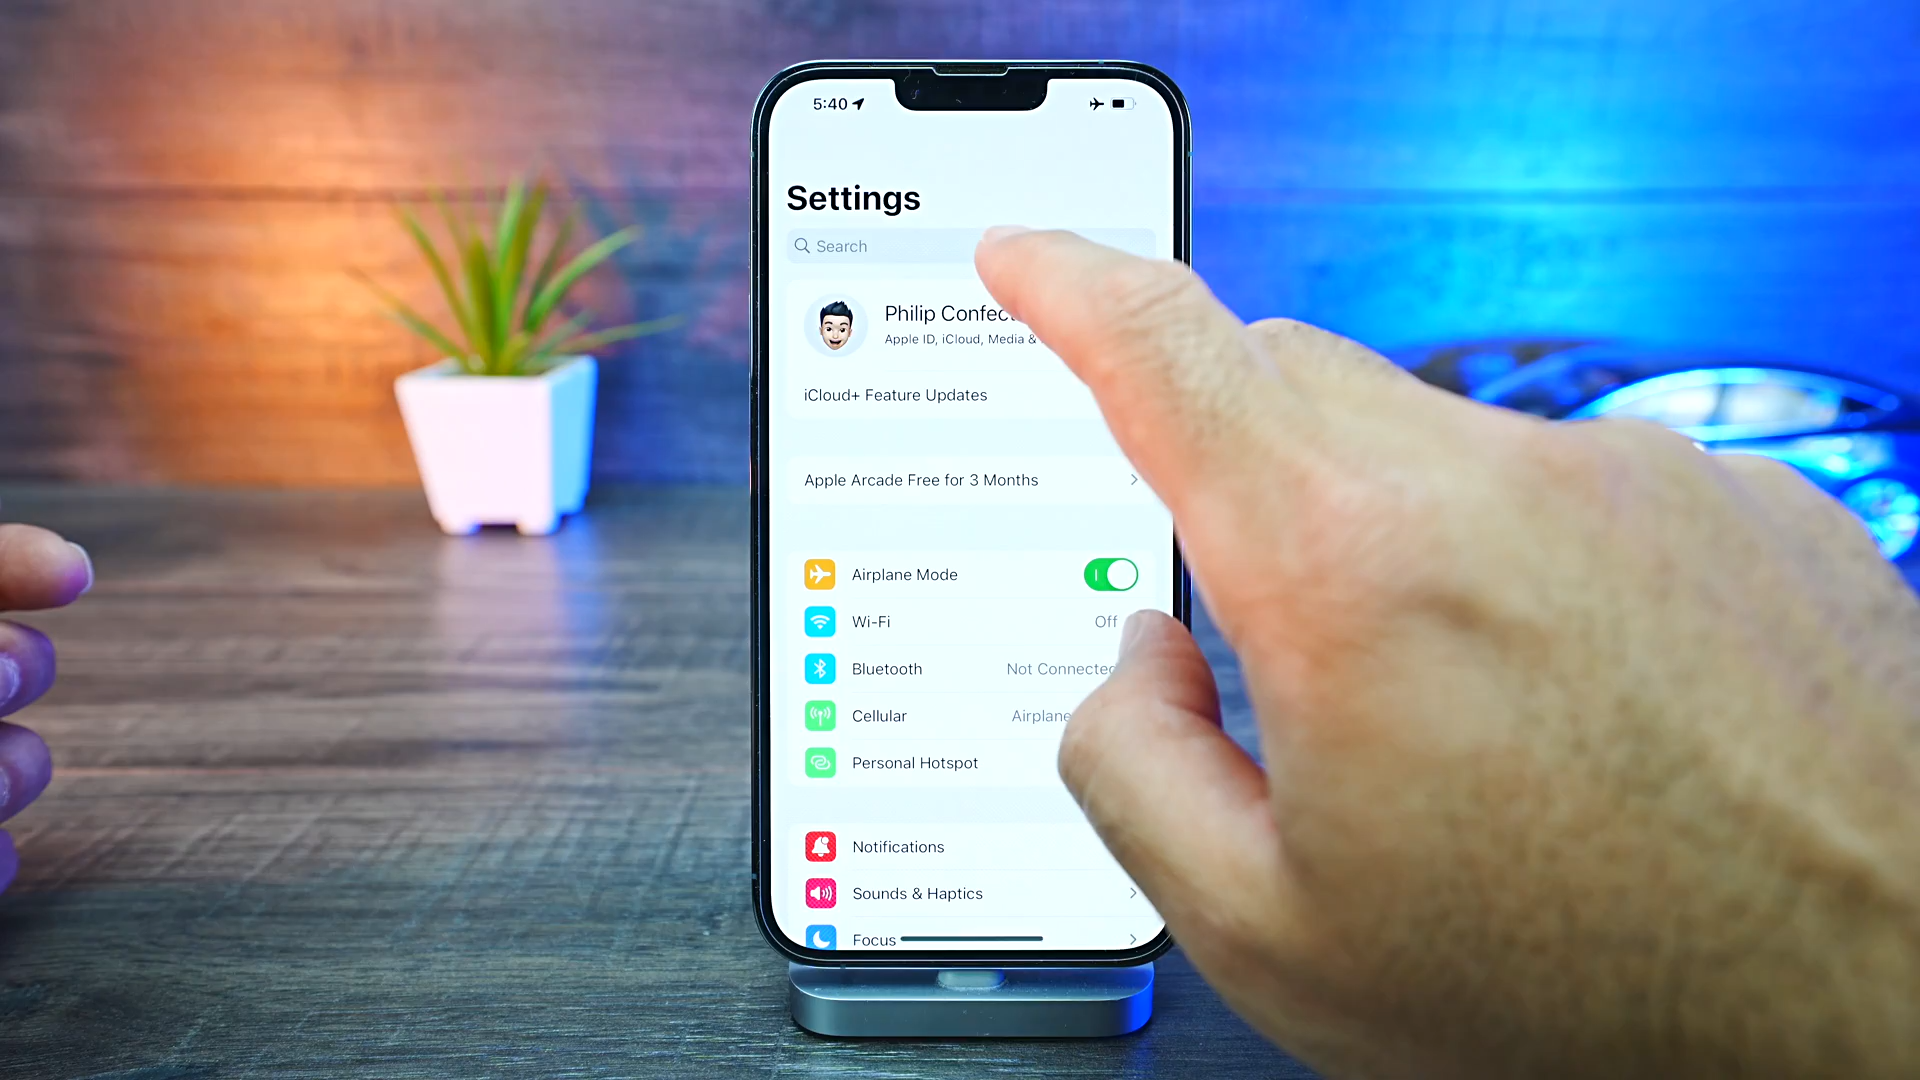 5:40
Settings
Search
Philip Confec
Apple ID, iCloud, Media &
iCloud+ Feature Updates
Apple Arcade Free for 3 Months
Airplane Mode
Wi-Fi Off
Bluetooth Not Connected
Cellular Airplane
Personal Hotspot
Notifications
Sounds & Haptics
Focus